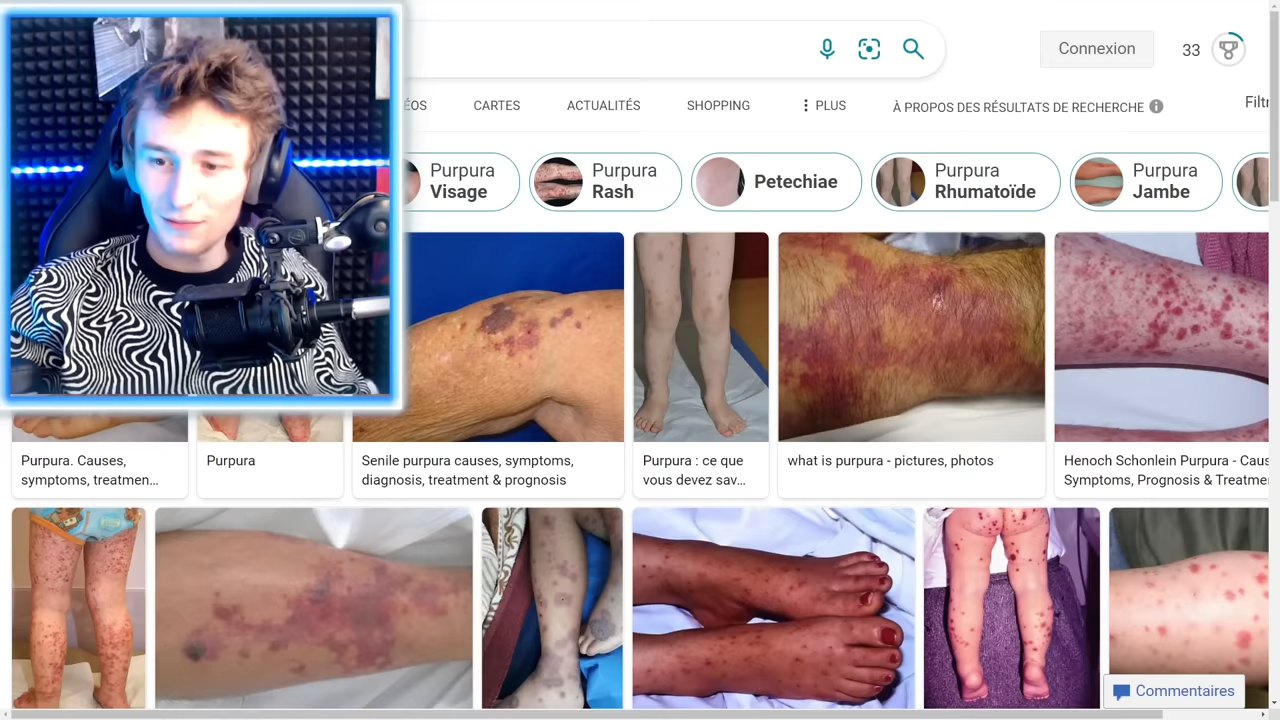 Connexion
33
ÉOS
CARTES
ACTUALITÉS
SHOPPING
PLUS
À PROPOS DES RÉSULTATS DE RECHERCHE
Filtr
Purpura
Visage
Purpura
Rash
Petechiae
Purpura
Rhumatoïde
Purpura
Jambe
Purpura. Causes,
symptoms, treatmen...
Purpura
Senile purpura causes, symptoms,
diagnosis, treatment & prognosis
Purpura : ce que
vous devez sav...
what is purpura - pictures, photos
Henoch Schonlein Purpura - Caus
Symptoms, Prognosis & Treatme
Commentaires